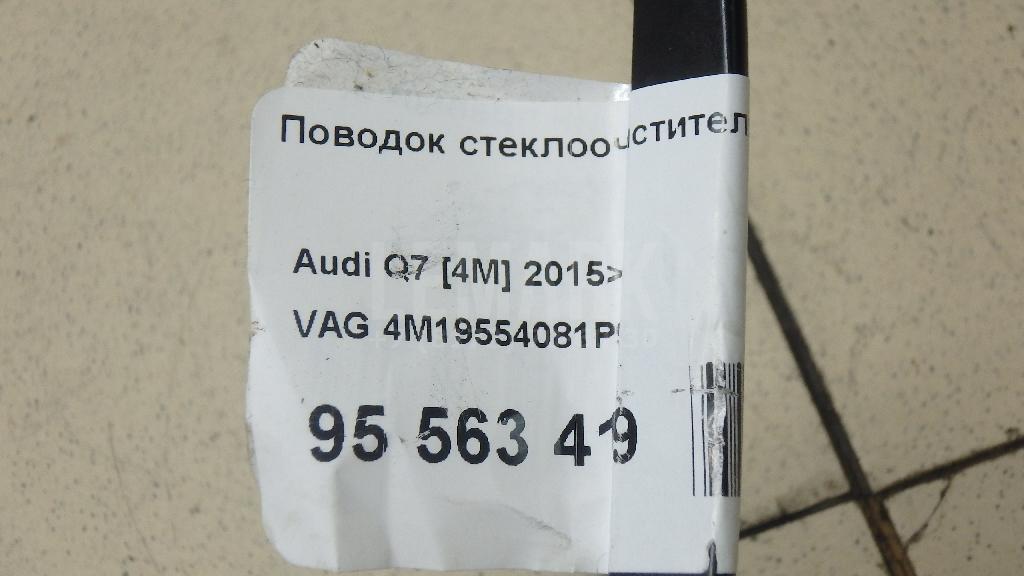 Поводок стеклоочистител
Audi Q7 [4M] 2015>
VAG 4M19554081P
95 563 49